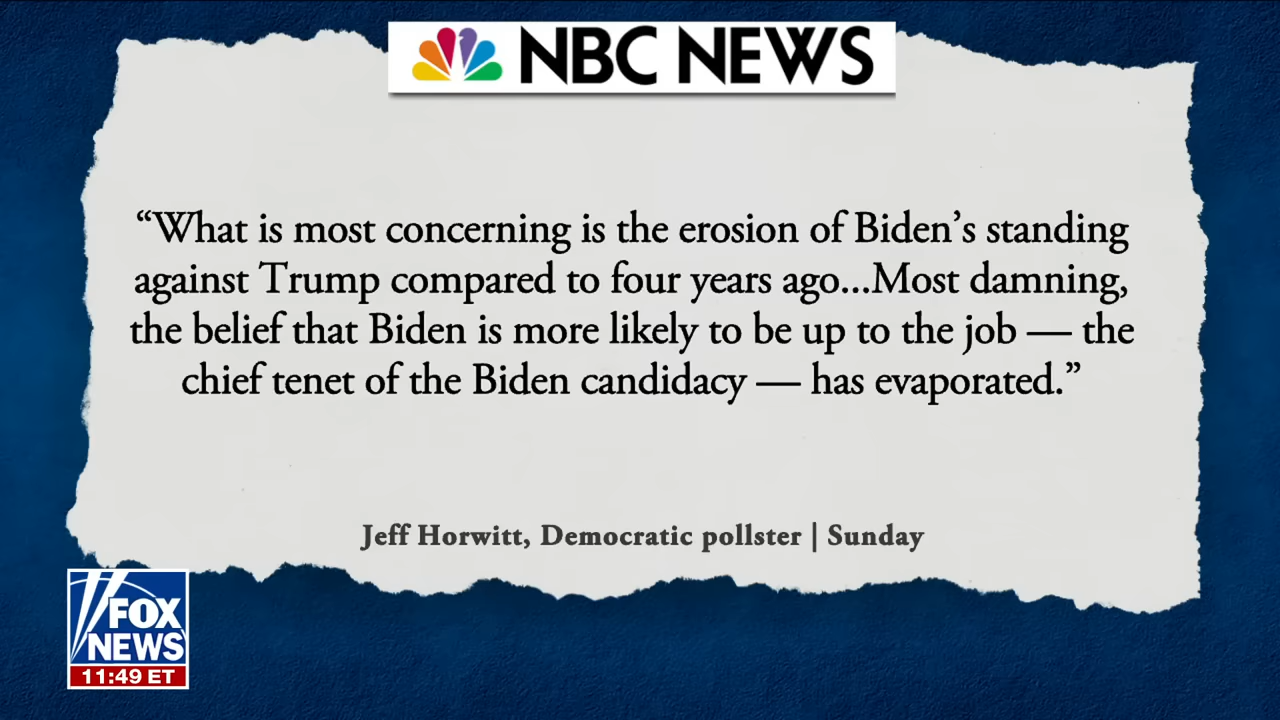 NBC NEWS
“What is most concerning is the erosion of Biden’s standing
against Trump compared to four years ago...Most damning,
the belief that Biden is more likely to be up to the job — the
chief tenet of the Biden candidacy — has evaporated.”
Jeff Horwitt, Democratic pollster | Sunday
FOX
NEWS
11:49 ET